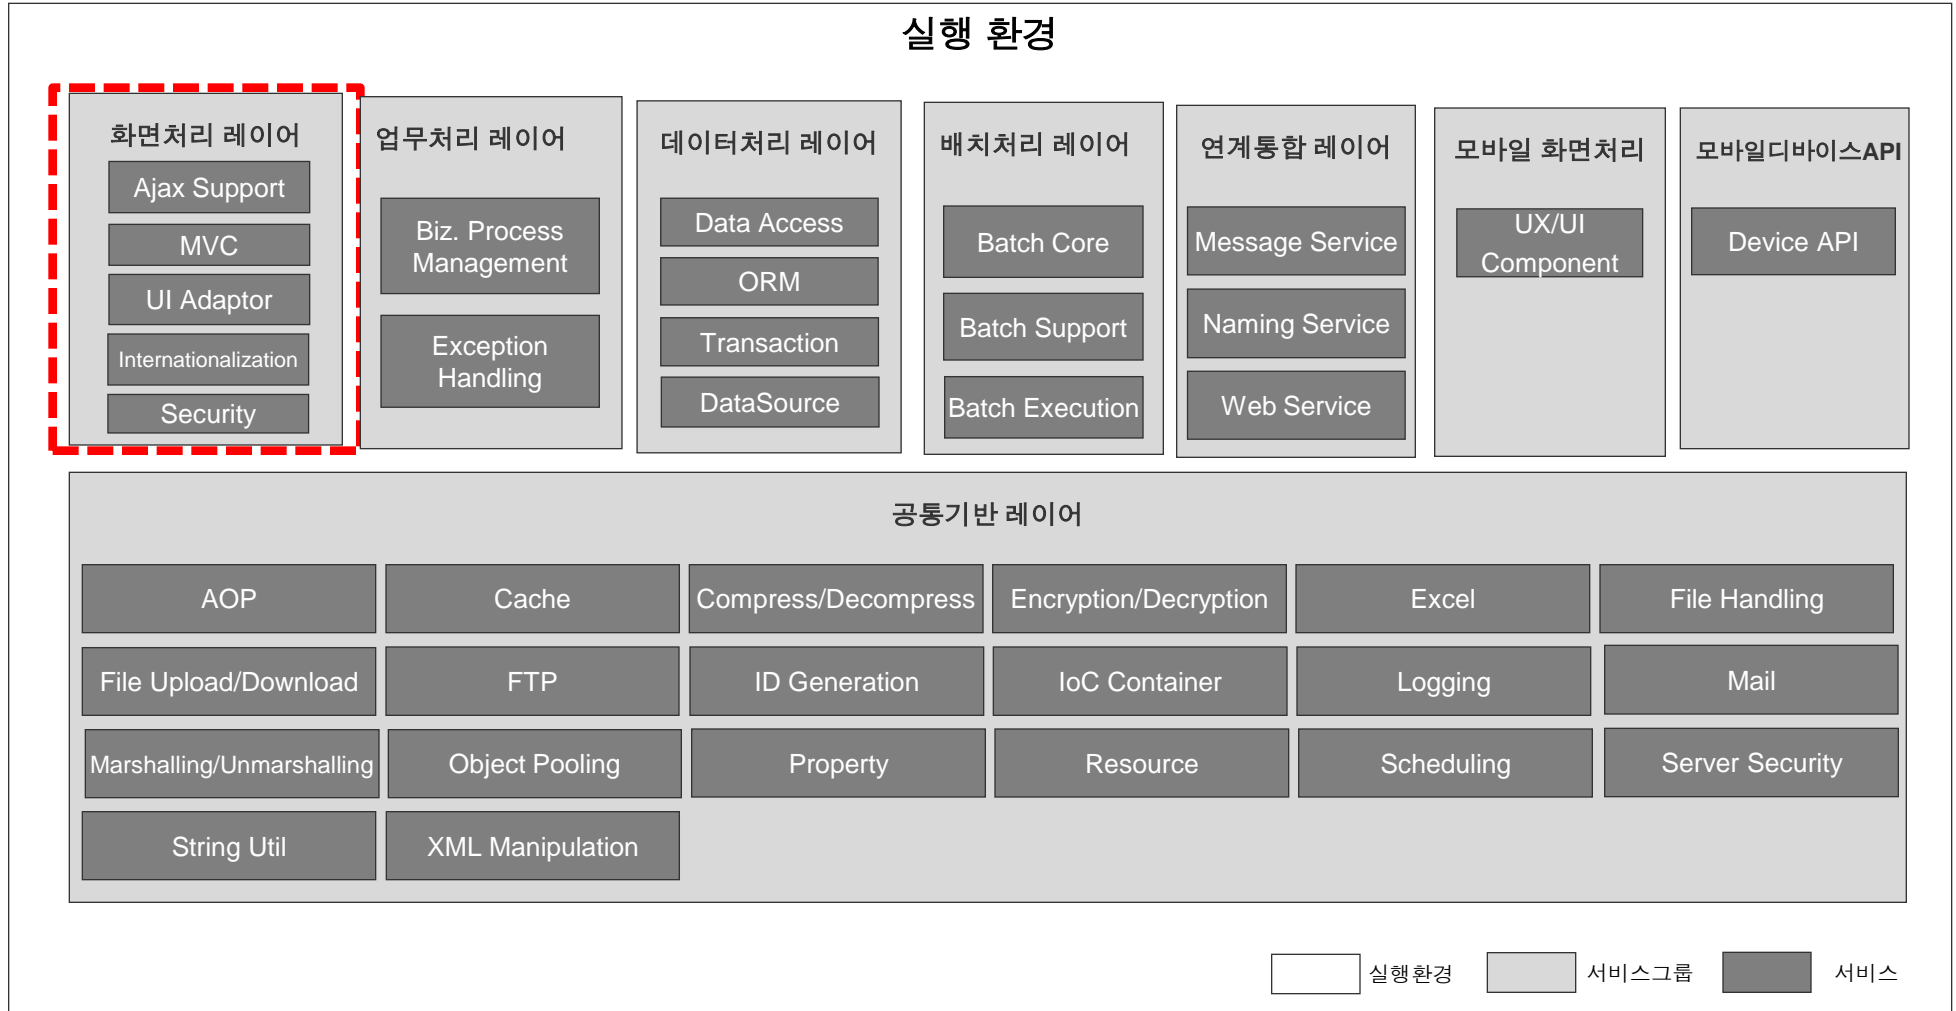 실행 환경
화면처리 레이어
Ajax Support
MVC
UI Adaptor
Internationalization
Security
업무처리 레이어
Biz. Process
Management
Exception
Handling
데이터처리 레이어
Data Access
ORM
Transaction
DataSource
배치처리 레이어
Batch Core
Batch Support
Batch Execution
연계통합 레이어
Message Service
Naming Service
Web Service
모바일 화면처리
UX/UI
Component
모바일디바이스API
Device API
공통기반 레이어
AOP
Cache
Compress/Decompress
Encryption/Decryption
Excel
File Handling
File Upload/Download
FTP
ID Generation
IoC Container
Logging
Mail
Marshalling/Unmarshalling
Object Pooling
Property
Resource
Scheduling
Server Security
String Util
XML Manipulation
실행환경
서비스그룹
서비스